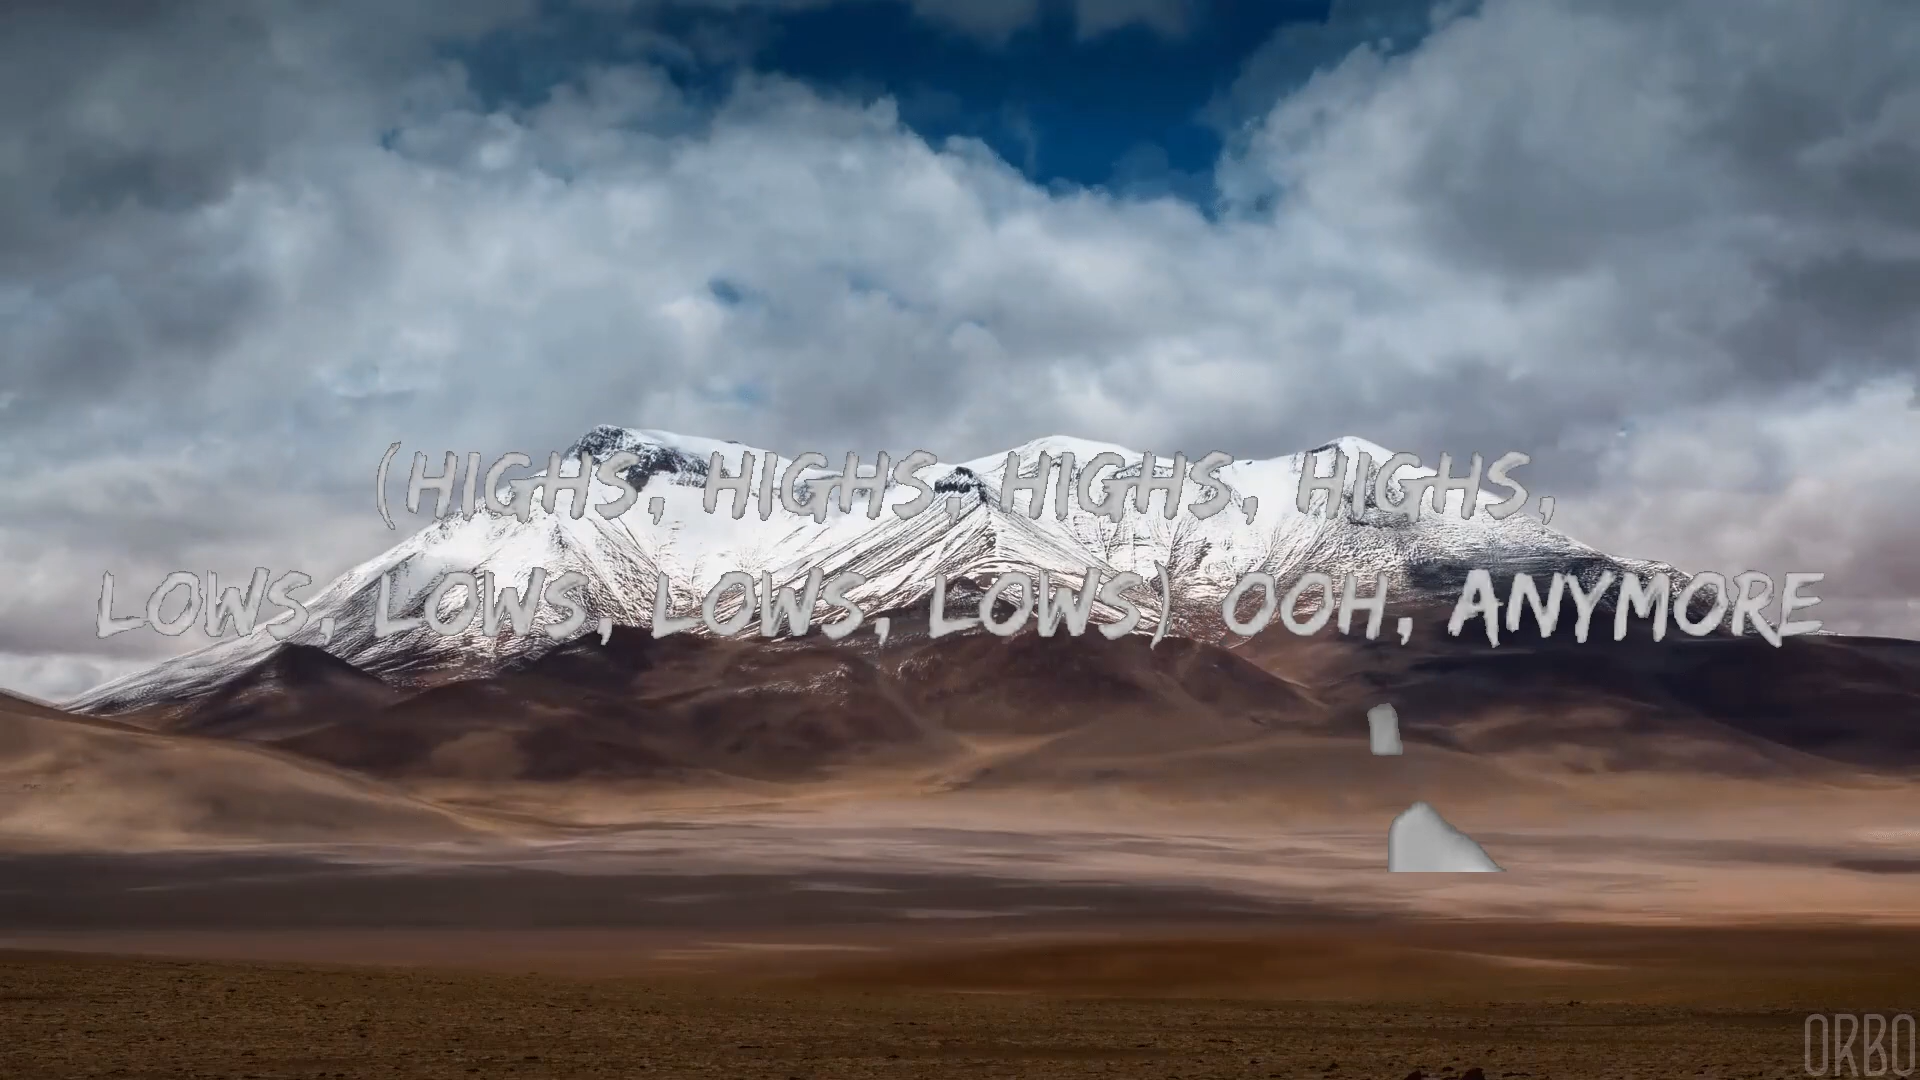 (HIGHS, HIGHS, HIGHS, HIGHS,
LOWS, LOWS, LOWS, LOWS) OOH, ANYMORE
ORBO